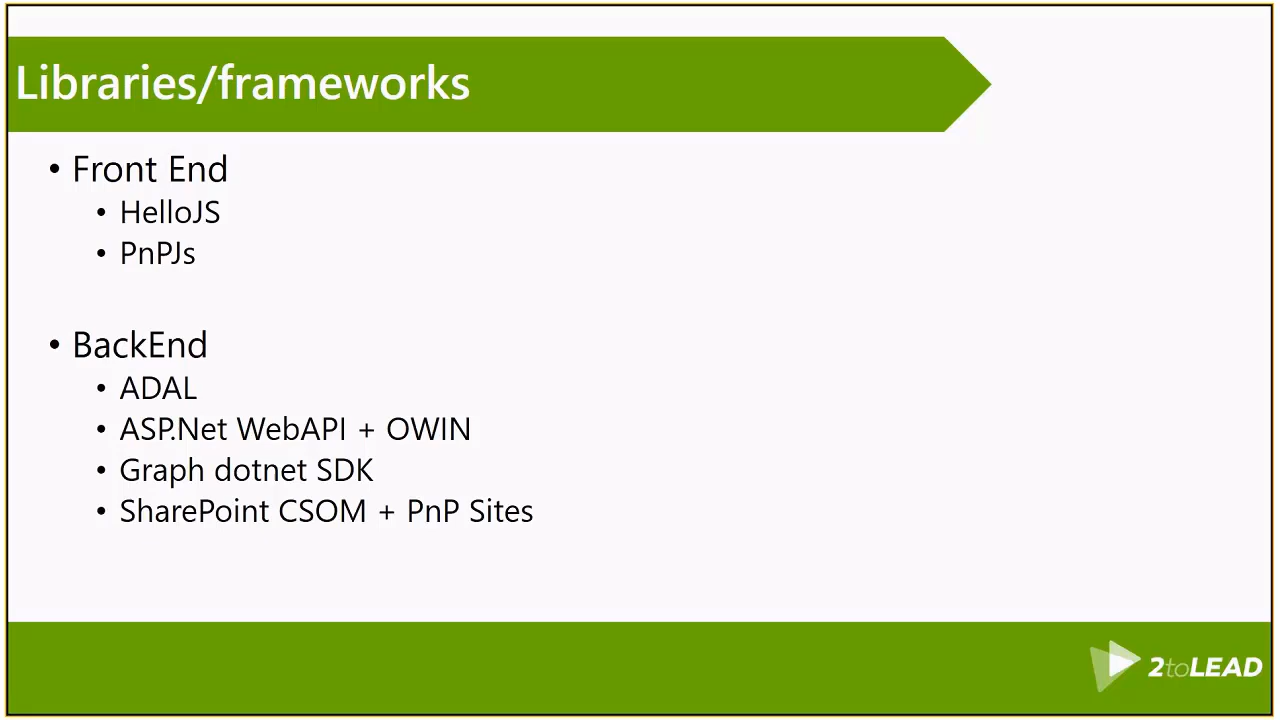 Libraries/frameworks
• Front End
• HelloJS
• PnPJs
• BackEnd
• ADAL
• ASP.Net WebAPI + OWIN
• Graph dotnet SDK
• SharePoint CSOM + PnP Sites
2toLEAD